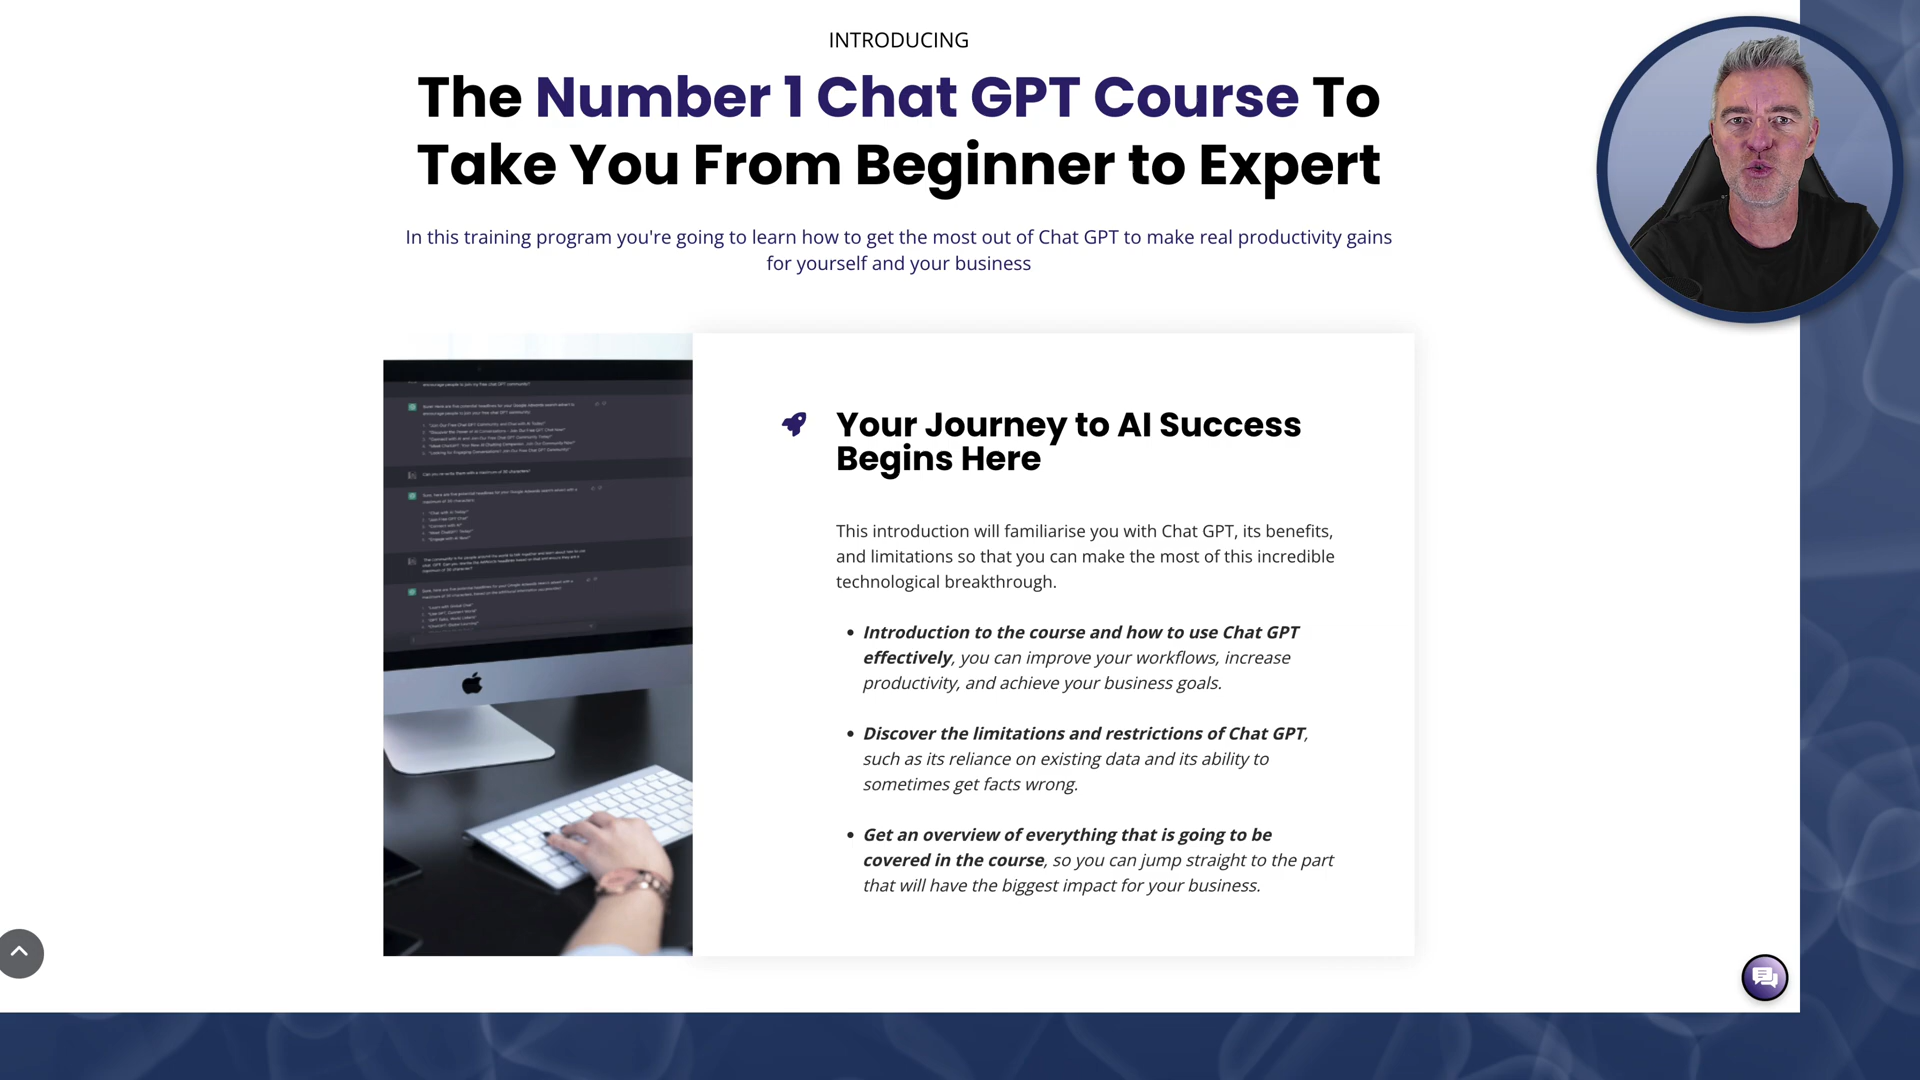 INTRODUCING
The Number 1 Chat GPT Course To
Take You From Beginner to Expert
In this training program you're going to learn how to get the most out of Chat GPT to make real productivity gains
for yourself and your business
Your Journey to AI Success
Begins Here
This introduction will familiarise you with Chat GPT, its benefits,
and limitations so that you can make the most of this incredible
technological breakthrough.
• Introduction to the course and how to use Chat GPT
effectively, you can improve your workflows, increase
productivity, and achieve your business goals.
• Discover the limitations and restrictions of Chat GPT,
such as its reliance on existing data and its ability to
sometimes get facts wrong.
• Get an overview of everything that is going to be
covered in the course, so you can jump straight to the part
that will have the biggest impact for your business.